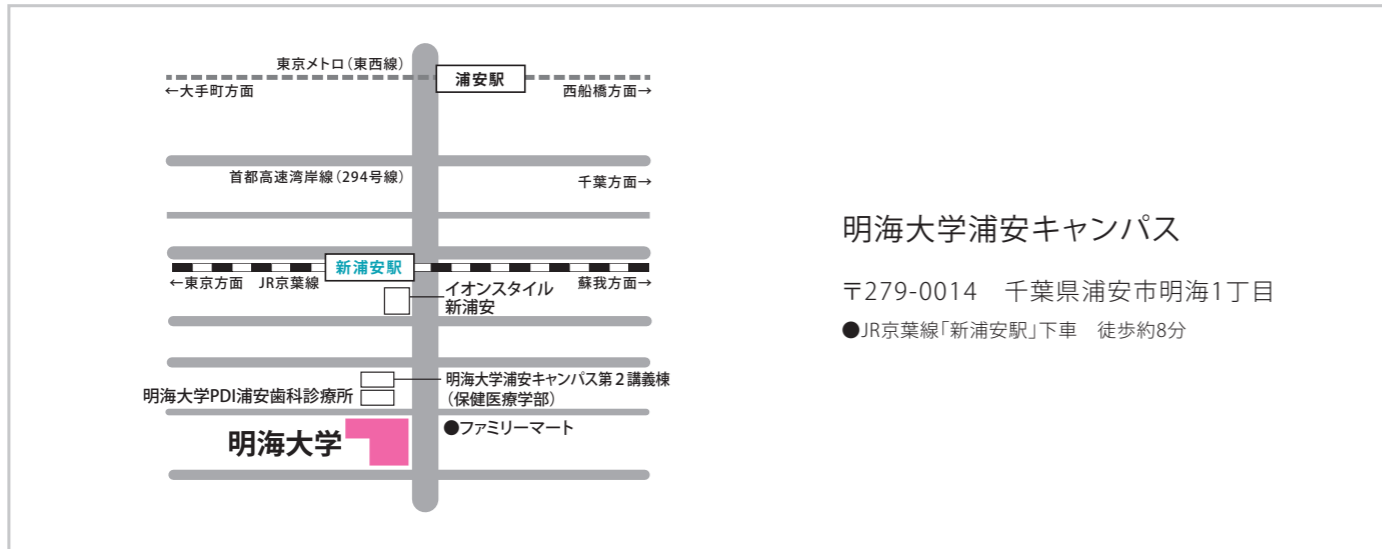 東京メトロ(東西線)
浦安駅
←大手町方面
西船橋方面→
首都高速湾岸線(294号線)
千葉方面→
新浦安駅
←東京方面 JR京葉線
蘇我方面→
イオンスタイル
新浦安
明海大学浦安キャンパス第2講義棟
(保健医療学部)
明海大学PDI浦安歯科診療所
●ファミリーマート
明海大学
明海大学浦安キャンパス
〒279-0014 千葉県浦安市明海1丁目
●JR京葉線「新浦安駅」下車 徒歩約8分